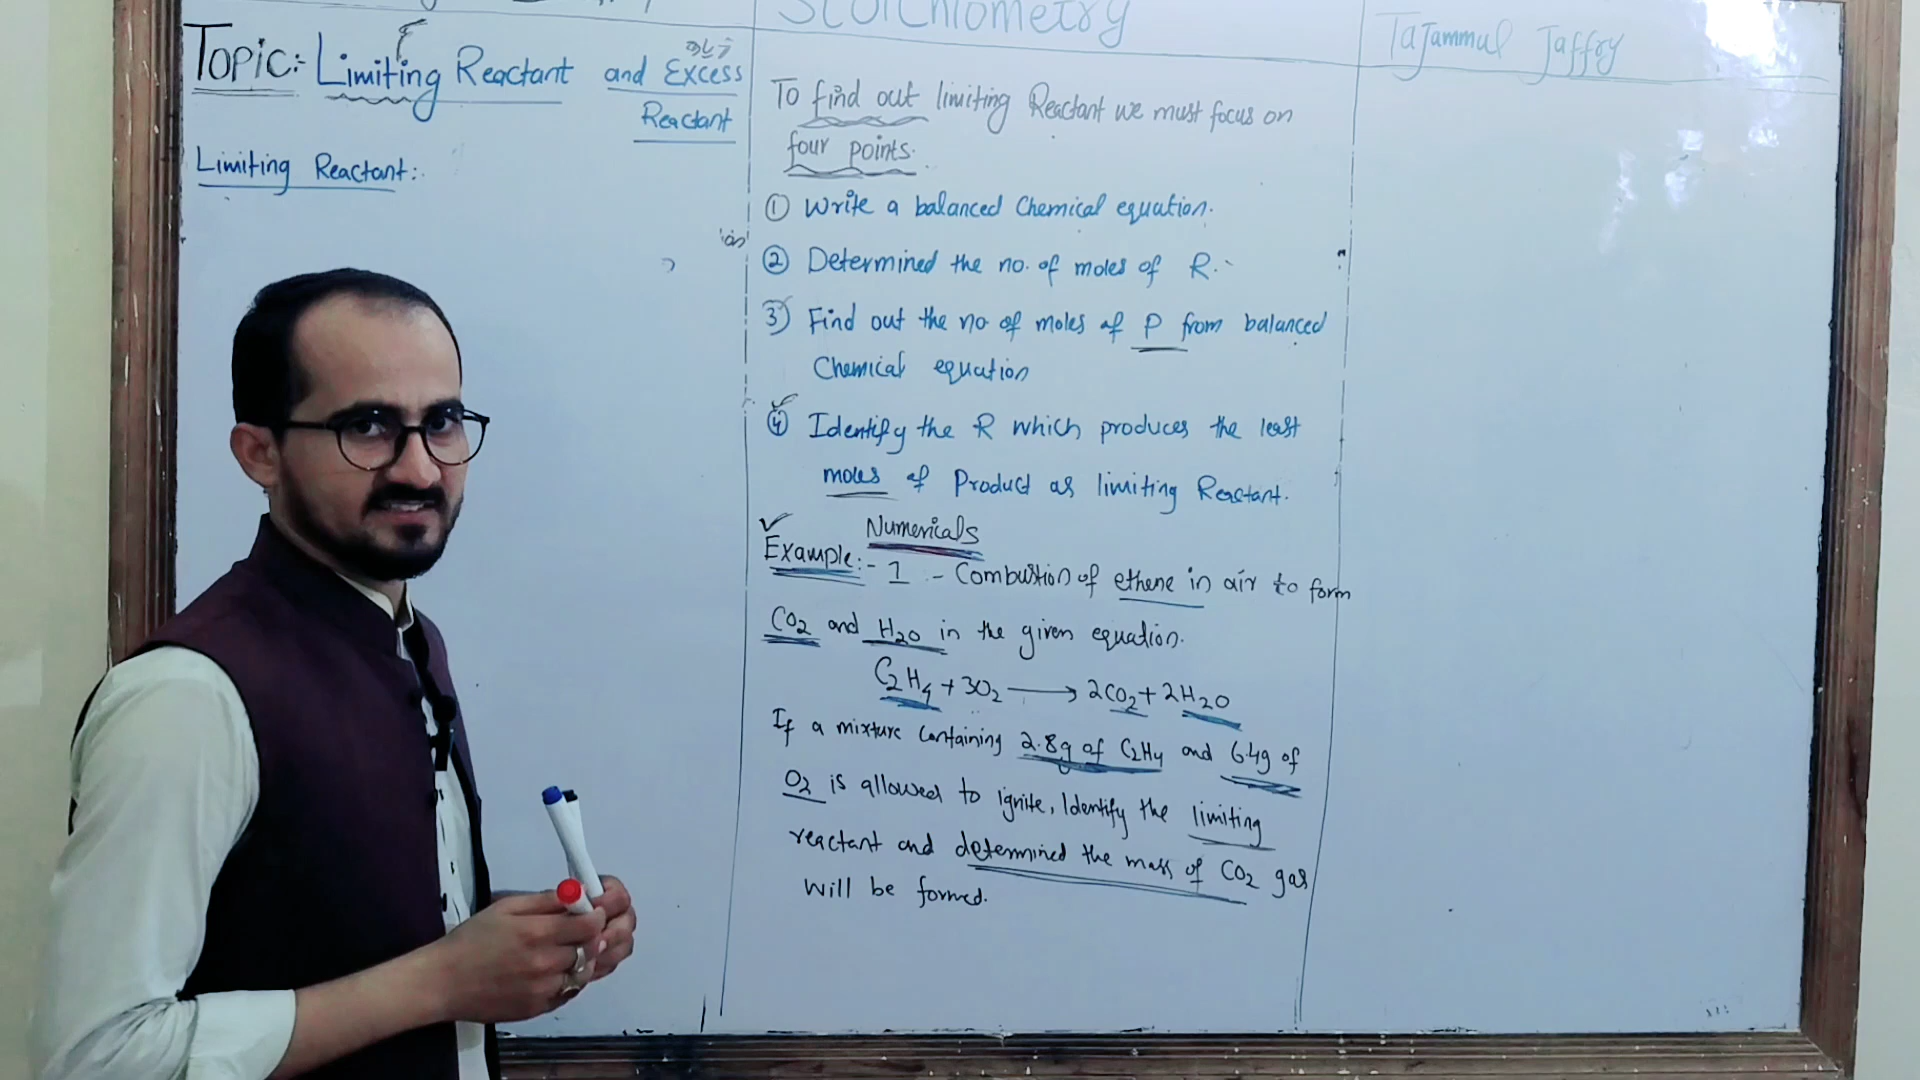 Stoichiometry
Tajammul Jaffry
Topic:- Limiting Reactant and Excess
Reactant
Limiting Reactant:-
To find out limiting Reactant we must focus on
four points.
① Write a balanced Chemical equation.
② Determined the no. of moles of R.
③ Find out the no of moles of P from balanced
Chemical equation
④ Identify the R which produces the least
moles of Product as limiting Reactant.
Numericals
Example:- 1 - Combustion of ethene in air to form
CO2 and H2O in the given equation.
C2H4 + 3O2 ⟶ 2CO2 + 2H2O
If a mixture containing 2.8g of C2H4 and 6.4g of
O2 is allowed to ignite, Identify the limiting
reactant and determined the mass of CO2 gas
will be formed.